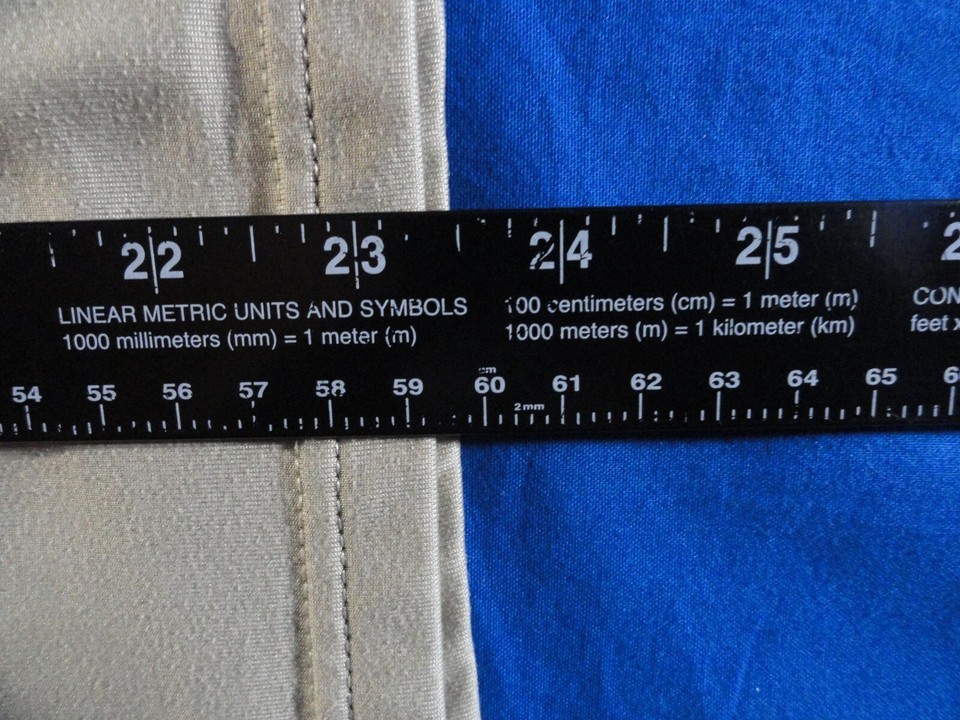 22 23 24 25 2
LINEAR METRIC UNITS AND SYMBOLS
1000 millimeters (mm) = 1 meter (m)
100 centimeters (cm) = 1 meter (m)
1000 meters (m) = 1 kilometer (km)
CON
feet x
cm
54 55 56 57 58 59 60 61 62 63 64 65 6
2mm